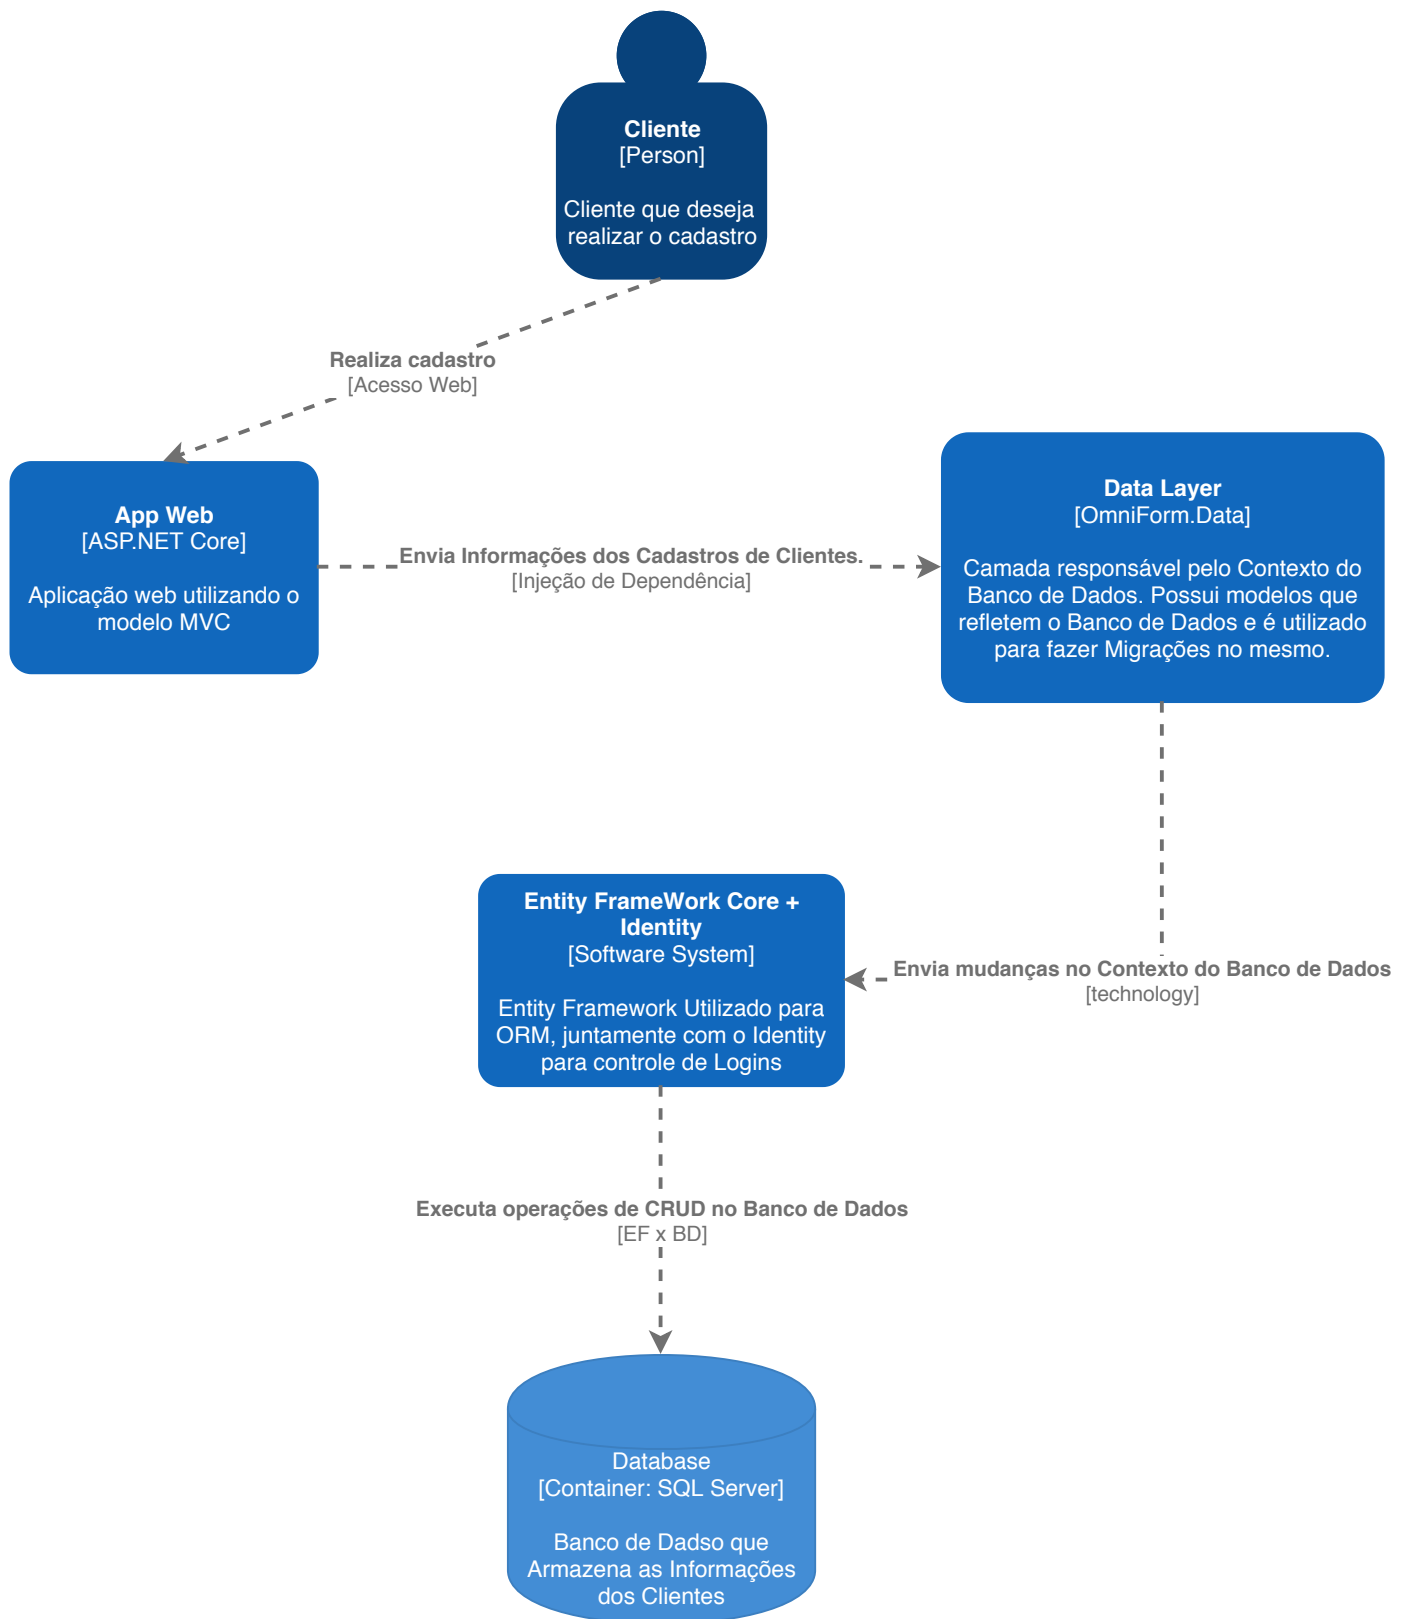 Cliente
[Person]
Cliente que deseja
realizar o cadastro
Realiza cadastro
[Acesso Web]
App Web
[ASP.NET Core]
Aplicação web utilizando o
modelo MVC
Envia Informações dos Cadastros de Clientes.
[Injeção de Dependência]
Data Layer
[OmniForm.Data]
Camada responsável pelo Contexto do
Banco de Dados. Possui modelos que
refletem o Banco de Dados e é utilizado
para fazer Migrações no mesmo.
Entity FrameWork Core +
Identity
[Software System]
Entity Framework Utilizado para
ORM, juntamente com o Identity
para controle de Logins
Envia mudanças no Contexto do Banco de Dados
[technology]
Executa operações de CRUD no Banco de Dados
[EF x BD]
Database
[Container: SQL Server]
Banco de Dadso que
Armazena as Informações
dos Clientes